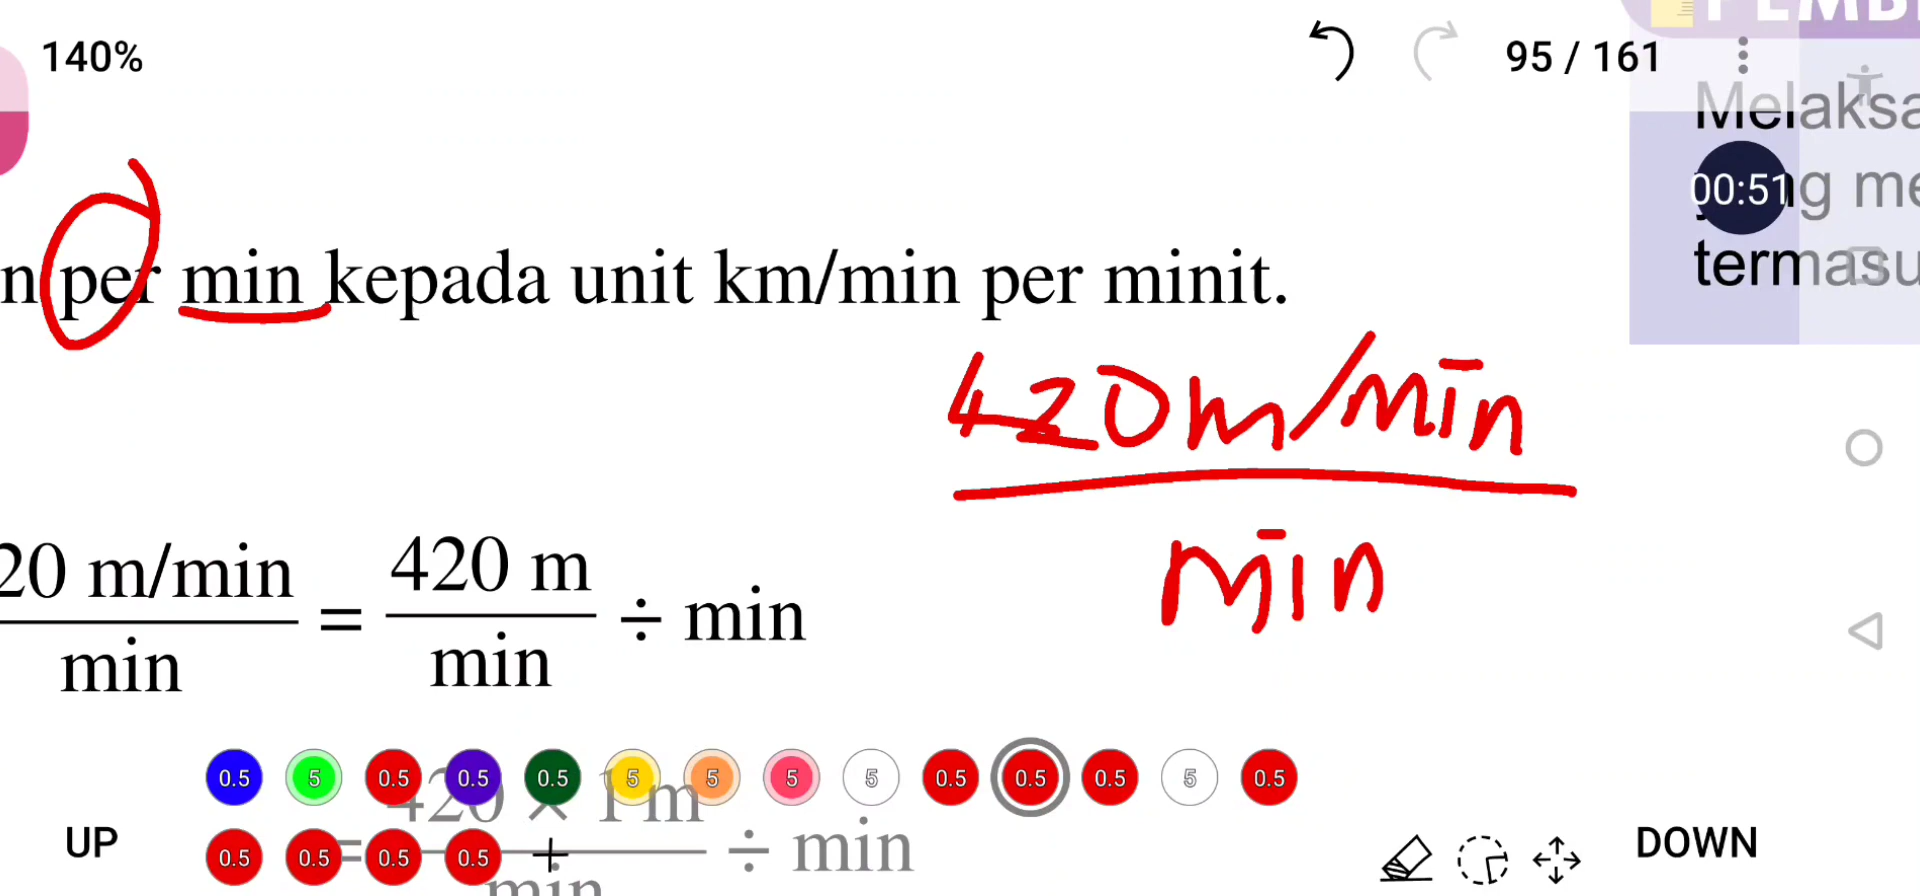 140%
95 / 161
Melaksa
00:51
g me
termasu
n per min kepada unit km/min per minit.
420m/min
min
20 m/min = 420 m ÷ min
min min
0.5 5 0.5 0.5 0.5 5 5 5 5 0.5 0.5 0.5 5 0.5
420 × 1 m
UP 0.5 0.5 = 0.5 0.5 + ÷ min DOWN
min